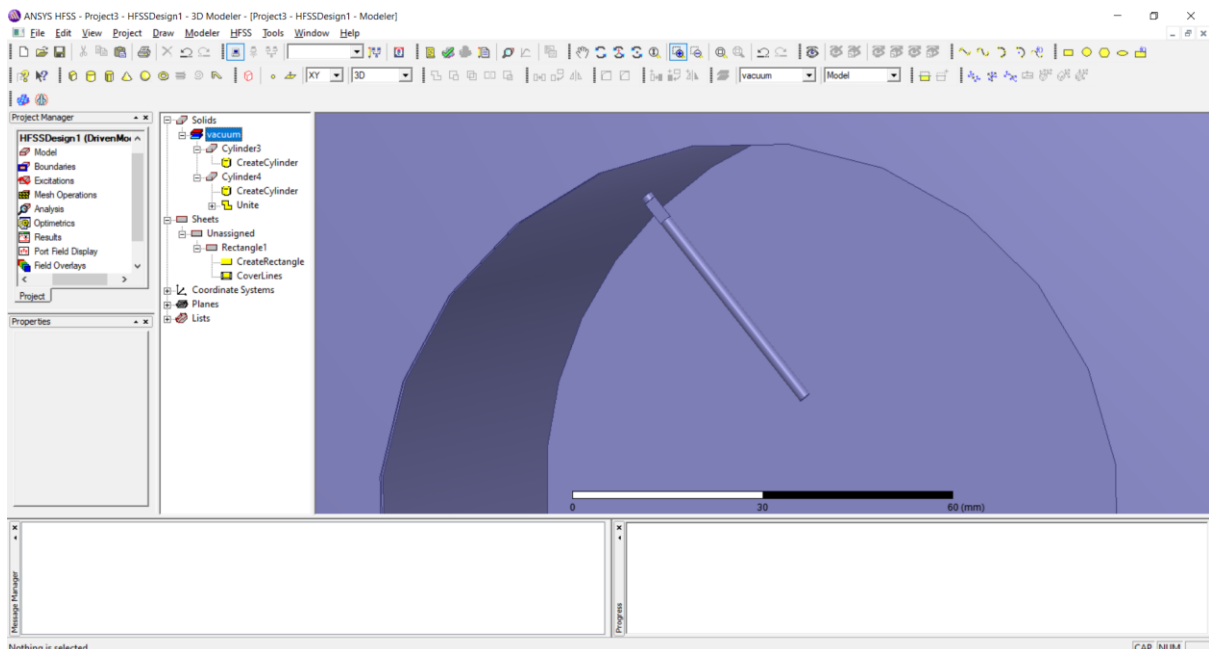 ANSYS HFSS - Project3 - HFSSDesign1 - 3D Modeler - [Project3 - HFSSDesign1 - Modeler]
File Edit View Project Draw Modeler HFSS Tools Window Help
XY 3D vacuum Model
Project Manager
HFSSDesign1 (DrivenMo
Model
Boundaries
Excitations
Mesh Operations
Analysis
Optimetrics
Results
Port Field Display
Field Overlays
Project
Properties
Solids
vacuum
Cylinder3
CreateCylinder
Cylinder4
CreateCylinder
Unite
Sheets
Unassigned
Rectangle1
CreateRectangle
CoverLines
Coordinate Systems
Planes
Lists
0 30 60 (mm)
Message Manager
Progress
Nothing is selected
CAP NUM